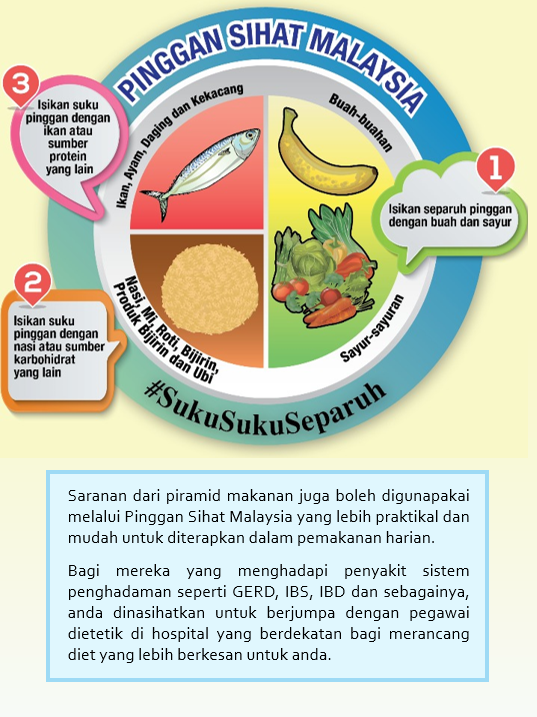 PINGGAN SIHAT MALAYSIA
3
Isikan suku
pinggan dengan
ikan atau
sumber
protein
yang lain
Ikan, Ayam, Daging dan Kekacang
Buah-buahan
1
Isikan separuh pinggan
dengan buah dan sayur
2
Isikan suku
pinggan dengan
nasi atau sumber
karbohidrat
yang lain
Nasi, Mi, Roti, Bijirin,
Produk Bijirin dan Ubi
Sayur-sayuran
#SukuSukuSeparuh
Saranan dari piramid makanan juga boleh digunapakai
melalui Pinggan Sihat Malaysia yang lebih praktikal dan
mudah untuk diterapkan dalam pemakanan harian.
Bagi mereka yang menghadapi penyakit sistem
penghadaman seperti GERD, IBS, IBD dan sebagainya,
anda dinasihatkan untuk berjumpa dengan pegawai
dietetik di hospital yang berdekatan bagi merancang
diet yang lebih berkesan untuk anda.